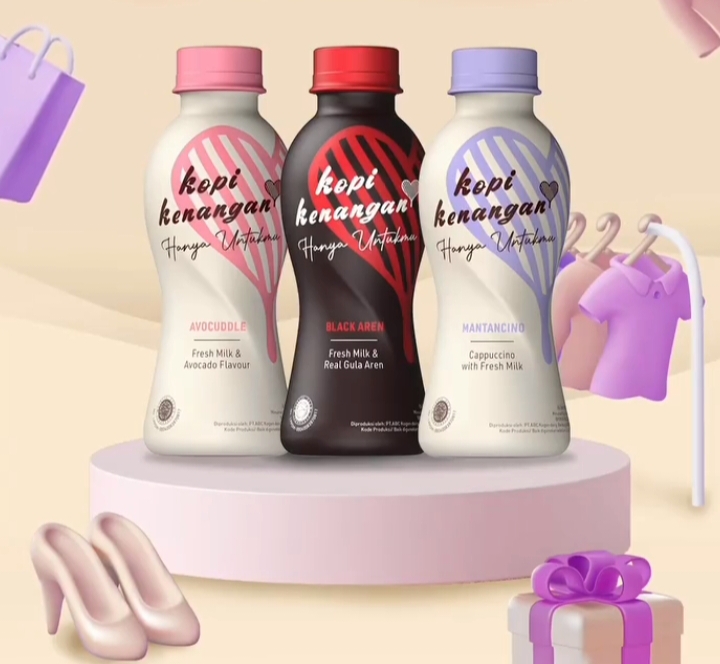 kopi
kenangan
Hanya Untukmu
AVOCUDDLE
Fresh Milk &
Avocado Flavour
kopi
kenangan
Hanya Untukmu
BLACK AREN
Fresh Milk &
Real Gula Aren
kopi
kenangan
Hanya Untukmu
MANTANCINO
Cappuccino
with Fresh Milk